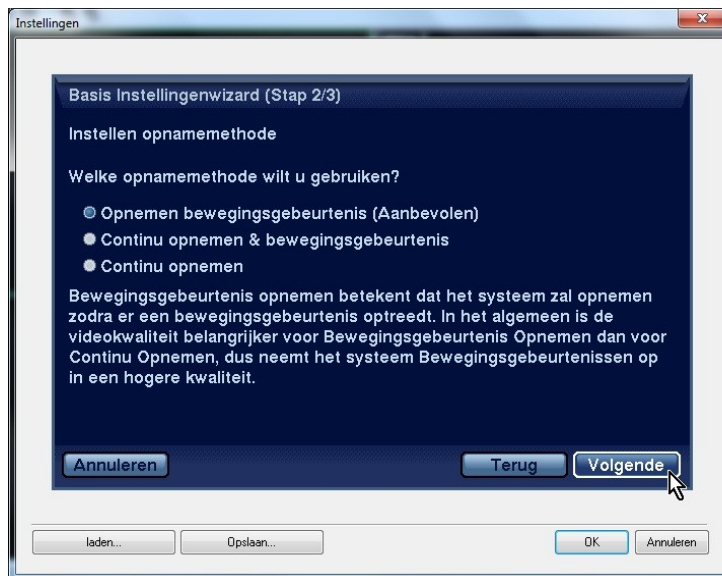 Instellingen
Basis Instellingenwizard (Stap 2/3)
Instellen opnamemethode
Welke opnamemethode wilt u gebruiken?
Opnemen bewegingsgebeurtenis (Aanbevolen)
Continu opnemen & bewegingsgebeurtenis
Continu opnemen
Bewegingsgebeurtenis opnemen betekent dat het systeem zal opnemen
zodra er een bewegingsgebeurtenis optreedt. In het algemeen is de
videokwaliteit belangrijker voor Bewegingsgebeurtenis Opnemen dan voor
Continu Opnemen, dus neemt het systeem Bewegingsgebeurtenissen op
in een hogere kwaliteit.
Annuleren Terug Volgende
laden... Opslaan... OK Annuleren